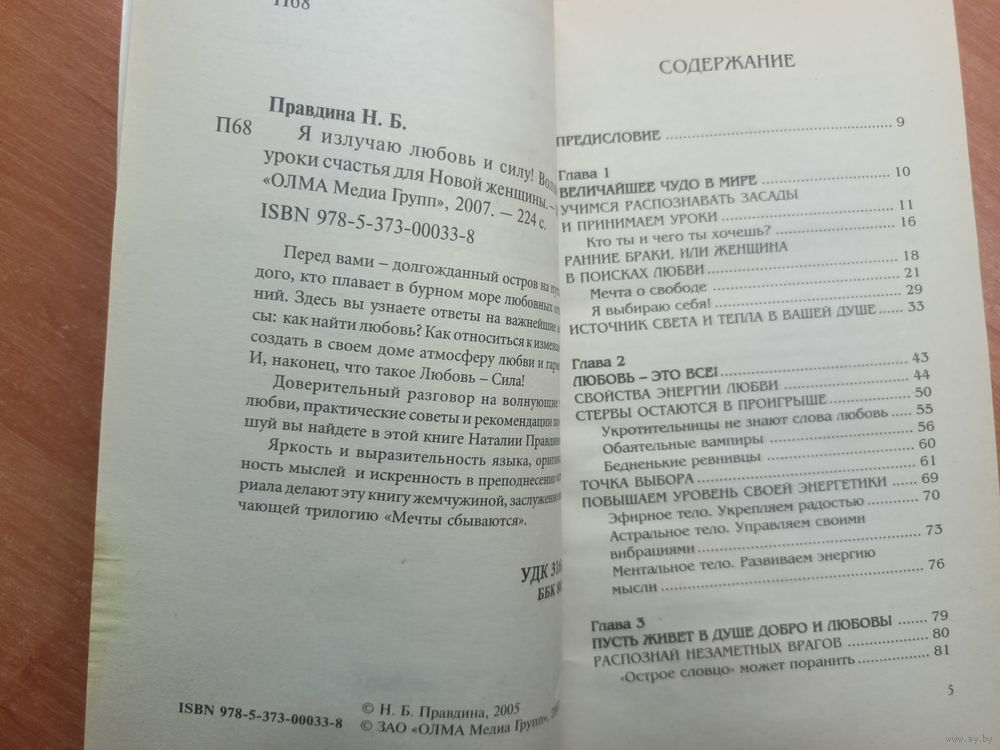 П68
Правдина Н. Б.
П68 Я излучаю любовь и силу!
уроки счастья для Новой женщины. –
«ОЛМА Медиа Групп», 2007. — 224 с.
ISBN 978-5-373-00033-8
Перед вами – долгожданный остров на
дого, кто плавает в бурном море любовных
ний. Здесь вы узнаете ответы на важнейшие
сы: как найти любовь? Как относиться к
создать в своем доме атмосферу любви и
И, наконец, что такое Любовь – Сила!
Доверительный разговор на волнующие
любви, практические советы и рекомендации
шуй вы найдете в этой книге Наталии
Яркость и выразительность языка,
ность мыслей и искренность в преподнесении
риала делают эту книгу жемчужиной,
чающей трилогию «Мечты сбываются».
УДК
ББК
ISBN 978-5-373-00033-8
© Н. Б. Правдина, 2005
© ЗАО «ОЛМА Медиа Групп»,
СОДЕРЖАНИЕ
ПРЕДИСЛОВИЕ ........ 9
Глава 1
ВЕЛИЧАЙШЕЕ ЧУДО В МИРЕ ........ 10
УЧИМСЯ РАСПОЗНАВАТЬ ЗАСАДЫ
И ПРИНИМАЕМ УРОКИ ........ 11
Кто ты и чего ты хочешь? ........ 16
РАННИЕ БРАКИ, ИЛИ ЖЕНЩИНА
В ПОИСКАХ ЛЮБВИ ........ 18
Мечта о свободе ........ 21
Я выбираю себя! ........ 29
ИСТОЧНИК СВЕТА И ТЕПЛА В ВАШЕЙ ДУШЕ ...... 33
Глава 2
ЛЮБОВЬ – ЭТО ВСЕ! ........ 43
СВОЙСТВА ЭНЕРГИИ ЛЮБВИ ........ 44
СТЕРВЫ ОСТАЮТСЯ В ПРОИГРЫШЕ ........ 50
Укротительницы не знают слова любовь ..... 55
Обаятельные вампиры ........ 56
Бедненькие ревнивцы ........ 60
ТОЧКА ВЫБОРА ........ 61
ПОВЫШАЕМ УРОВЕНЬ СВОЕЙ ЭНЕРГЕТИКИ ...... 69
Эфирное тело. Укрепляем радостью ........ 70
Астральное тело. Управляем своими
вибрациями ........ 73
Ментальное тело. Развиваем энергию
мысли ........ 76
Глава 3
ПУСТЬ ЖИВЕТ В ДУШЕ ДОБРО И ЛЮБОВЫ ...... 79
РАСПОЗНАЙ НЕЗАМЕТНЫХ ВРАГОВ ........ 80
«Острое словцо» может поранить ........ 81
5
www.ay.by